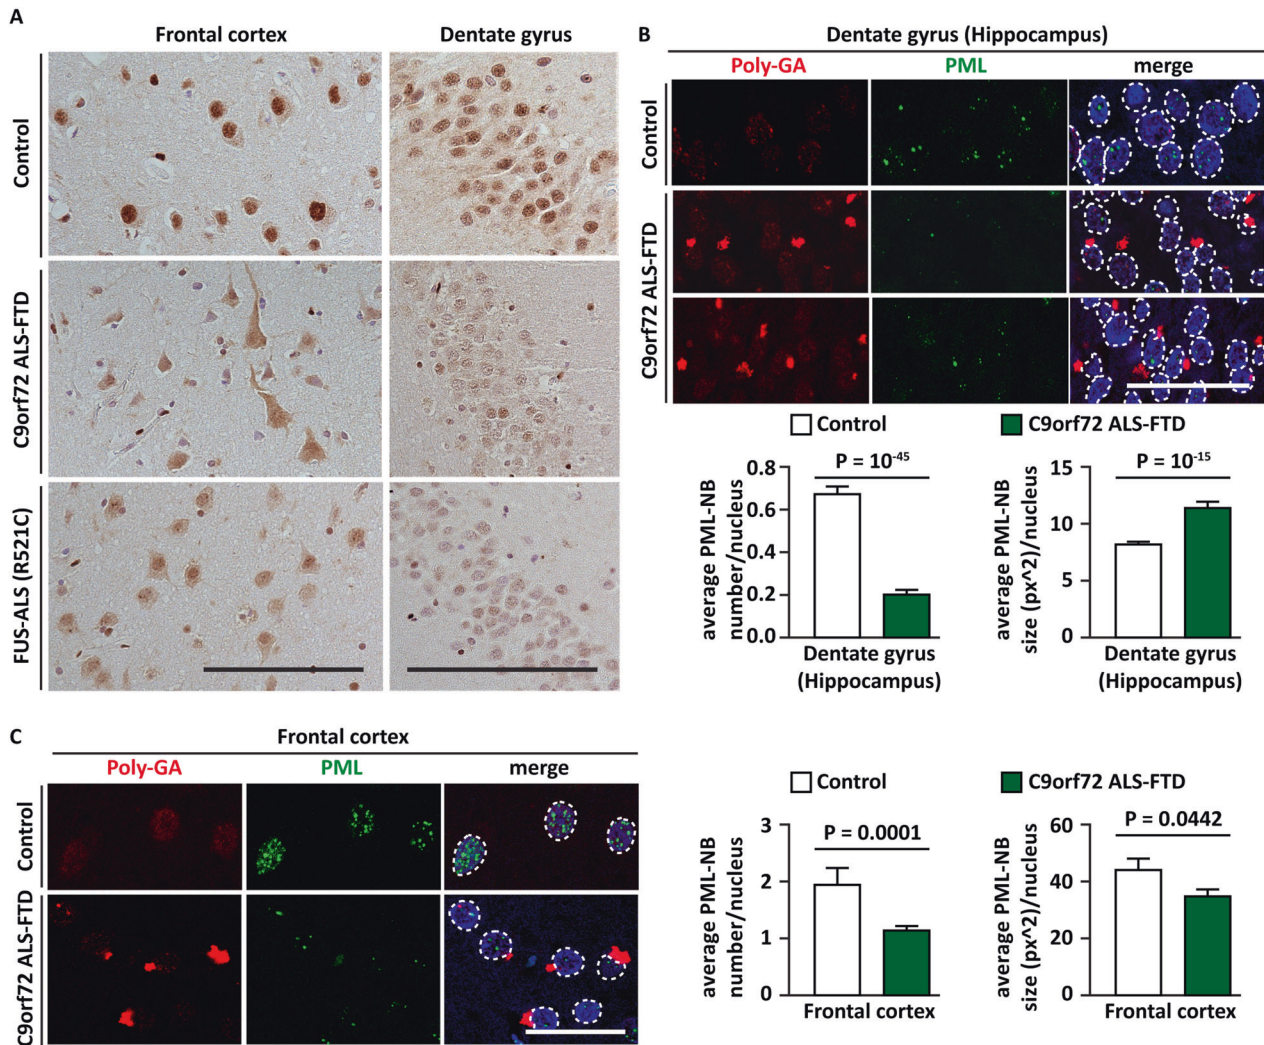 A
Frontal cortex
Dentate gyrus
Control
C9orf72 ALS-FTD
FUS-ALS (R521C)
B
Dentate gyrus (Hippocampus)
Poly-GA
PML
merge
Control
C9orf72 ALS-FTD
Control
C9orf72 ALS-FTD
P = 10-45
average PML-NB
number/nucleus
0.8
0.6
0.4
0.2
0.0
Dentate gyrus
(Hippocampus)
P = 10-15
average PML-NB
size (px^2)/nucleus
15
10
5
0
Dentate gyrus
(Hippocampus)
C
Frontal cortex
Poly-GA
PML
merge
Control
C9orf72 ALS-FTD
Control
C9orf72 ALS-FTD
P = 0.0001
average PML-NB
number/nucleus
3
2
1
0
Frontal cortex
P = 0.0442
average PML-NB
size (px^2)/nucleus
60
40
20
0
Frontal cortex